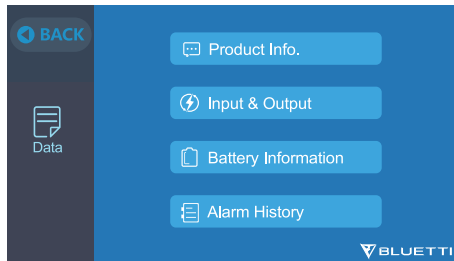 BACK
Product Info.
Input & Output
Data
Battery Information
Alarm History
BLUETTI